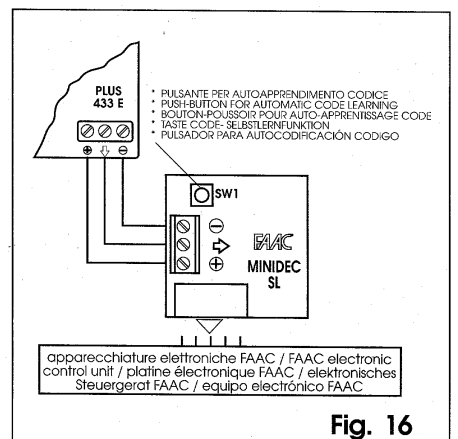 PLUS
433 E
* PULSANTE PER AUTOAPPRENDIMENTO CODICE
* PUSH-BUTTON FOR AUTOMATIC CODE LEARNING
* BOUTON-POUSSOIR POUR AUTO-APPRENTISSAGE CODE
* TASTE CODE- SELBSTLERNFUNKTION
* PULSADOR PARA AUTOCODIFICACIÓN CODIGO
SW1
FAAC
MINIDEC
SL
apparecchiature elettroniche FAAC / FAAC electronic
control unit / platine électronique FAAC / elektronisches
Steuergerat FAAC / equipo electrónico FAAC
Fig. 16